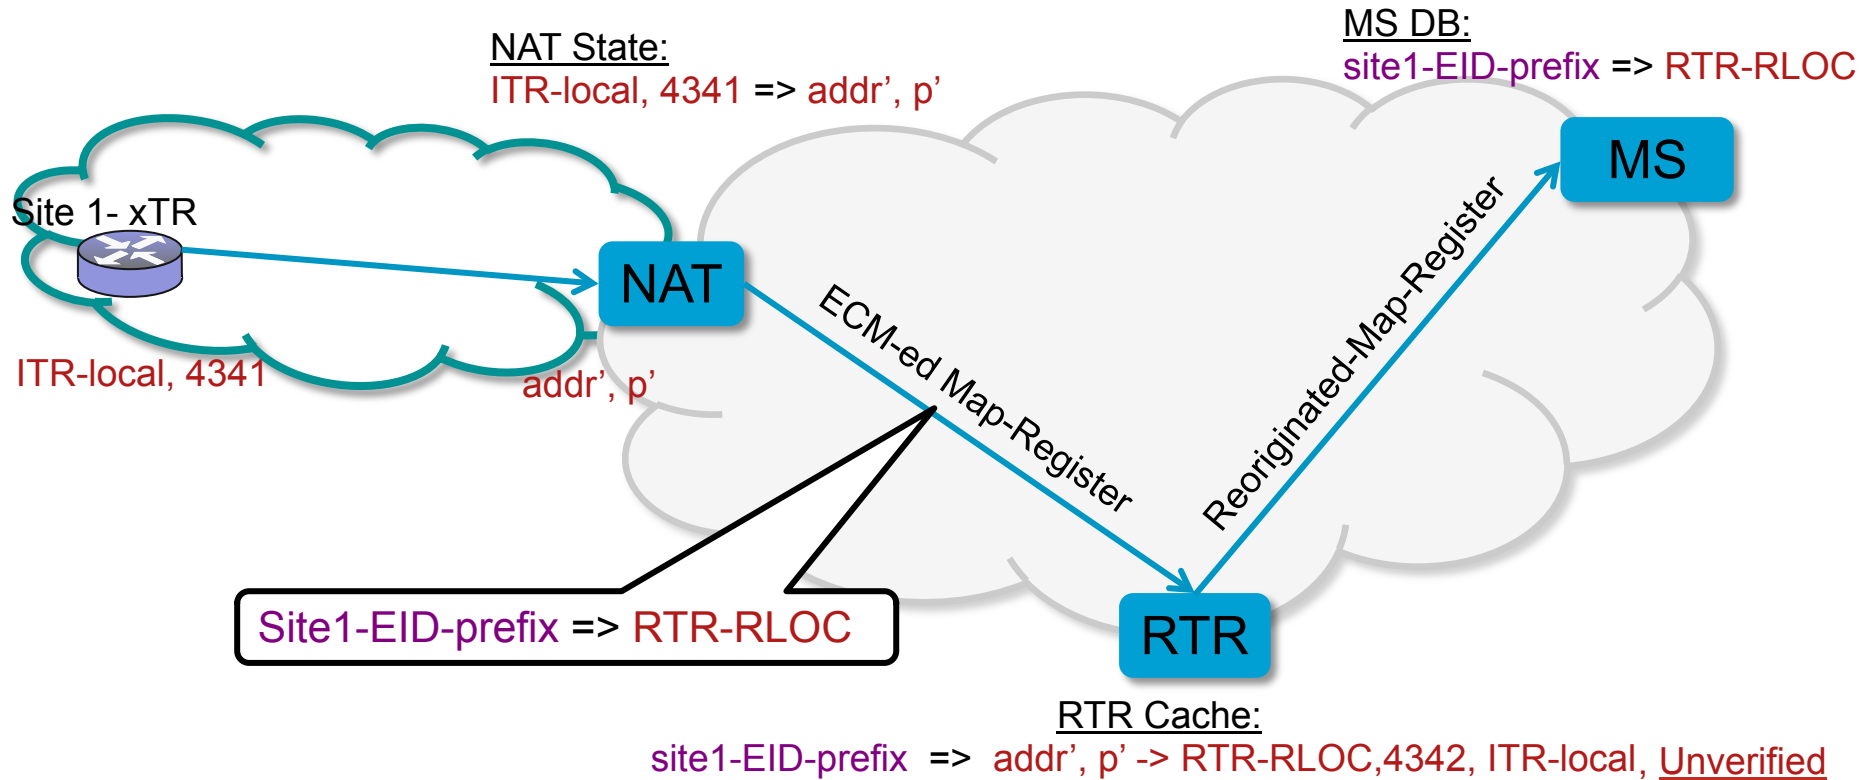 NAT State:
ITR-local, 4341 => addr’, p’
MS DB:
site1-EID-prefix => RTR-RLOC
MS
Site 1- xTR
NAT
ITR-local, 4341
addr’, p’
ECM-ed Map-Register
Reoriginated-Map-Register
Site1-EID-prefix => RTR-RLOC
RTR
RTR Cache:
site1-EID-prefix => addr’, p’ -> RTR-RLOC,4342, ITR-local, Unverified